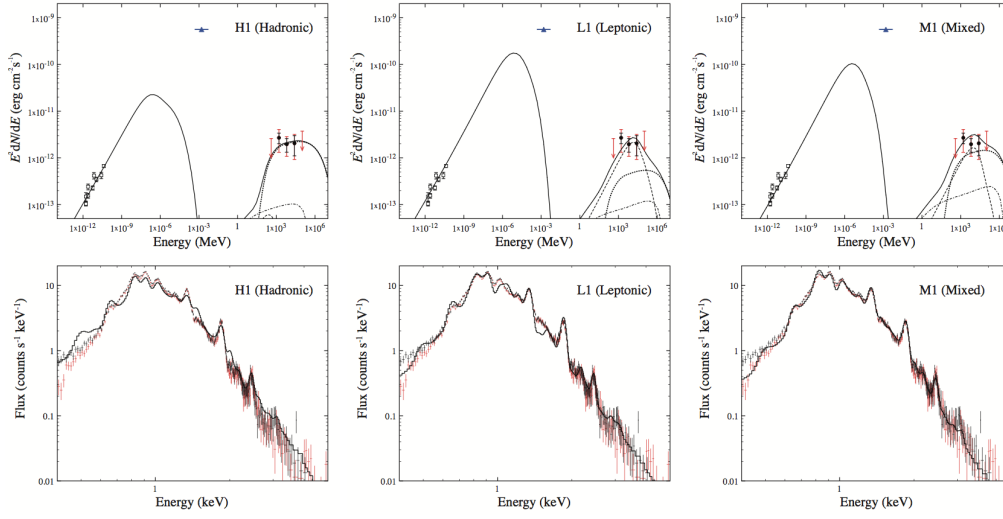 H1 (Hadronic)
E²dN/dE (erg cm⁻² s⁻¹)
1×10⁻⁹
1×10⁻¹⁰
1×10⁻¹¹
1×10⁻¹²
1×10⁻¹³
1×10⁻¹² 1×10⁻⁹ 1×10⁻⁶ 1×10⁻³ 1 1×10³ 1×10⁶
Energy (MeV)
L1 (Leptonic)
E²dN/dE (erg cm⁻² s⁻¹)
1×10⁻⁹
1×10⁻¹⁰
1×10⁻¹¹
1×10⁻¹²
1×10⁻¹³
1×10⁻¹² 1×10⁻⁹ 1×10⁻⁶ 1×10⁻³ 1 1×10³ 1×10⁶
Energy (MeV)
M1 (Mixed)
E²dN/dE (erg cm⁻² s⁻¹)
1×10⁻⁹
1×10⁻¹⁰
1×10⁻¹¹
1×10⁻¹²
1×10⁻¹³
1×10⁻¹² 1×10⁻⁹ 1×10⁻⁶ 1×10⁻³ 1 1×10³ 1×10⁶
Energy (MeV)
H1 (Hadronic)
Flux (counts s⁻¹ keV⁻¹)
10
1
0.1
0.01
1
Energy (keV)
L1 (Leptonic)
Flux (counts s⁻¹ keV⁻¹)
10
1
0.1
0.01
1
Energy (keV)
M1 (Mixed)
Flux (counts s⁻¹ keV⁻¹)
10
1
0.1
0.01
1
Energy (keV)